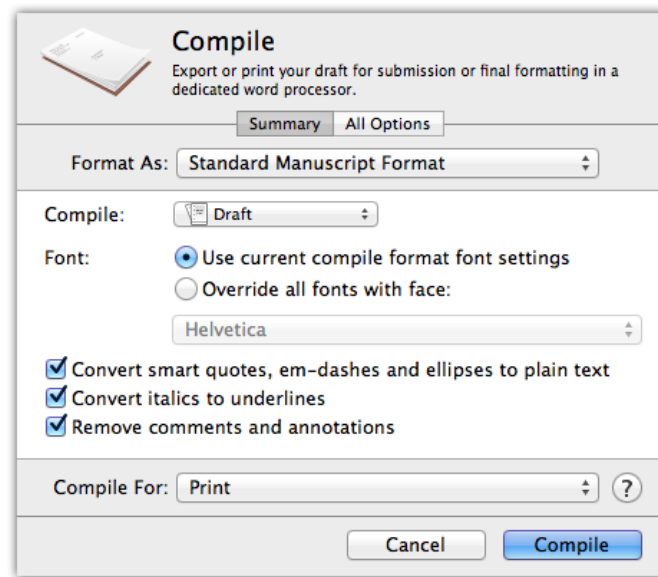 Compile
Export or print your draft for submission or final formatting in a
dedicated word processor.
Summary All Options
Format As: Standard Manuscript Format
Compile: Draft
Font: Use current compile format font settings
Override all fonts with face:
Helvetica
Convert smart quotes, em-dashes and ellipses to plain text
Convert italics to underlines
Remove comments and annotations
Compile For: Print ?
Cancel Compile